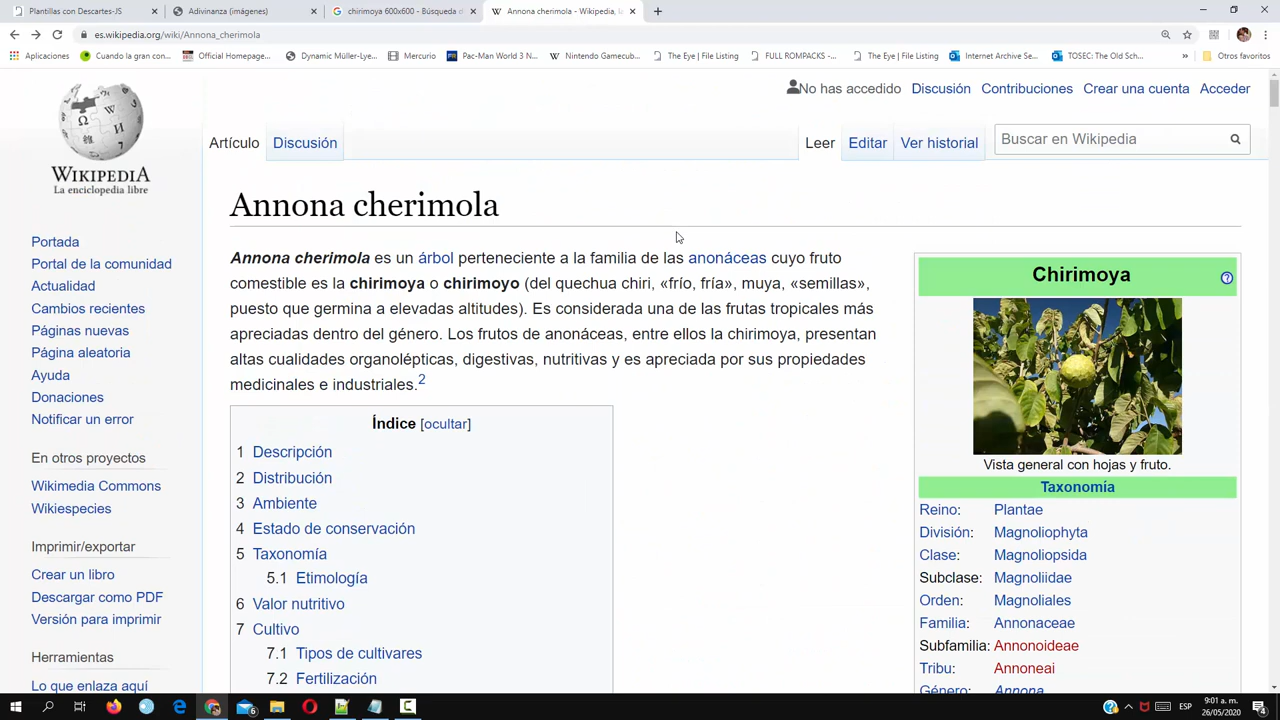 Plantillas con Descartes-JS
Adivinanza (imágenes)
chirimoya 600x600 - Búsqueda d
Annona cherimola - Wikipedia, la
es.wikipedia.org/wiki/Annona_cherimola
Aplicaciones
Cuando la gran con...
Official Homepage...
Dynamic Müller-Lye...
Mercurio
Pac-Man World 3 N...
Nintendo Gamecub...
The Eye | File Listing
FULL ROMPACKS -...
The Eye | File Listing
Internet Archive Se...
TOSEC: The Old Sch...
»
Otros favoritos
No has accedido
Discusión
Contribuciones
Crear una cuenta
Acceder
Artículo
Discusión
Leer
Editar
Ver historial
Buscar en Wikipedia
WIKIPEDIA
La enciclopedia libre
Portada
Portal de la comunidad
Actualidad
Cambios recientes
Páginas nuevas
Página aleatoria
Ayuda
Donaciones
Notificar un error
En otros proyectos
Wikimedia Commons
Wikiespecies
Imprimir/exportar
Crear un libro
Descargar como PDF
Versión para imprimir
Herramientas
Lo que enlaza aquí
Annona cherimola
Annona cherimola es un árbol perteneciente a la familia de las anonáceas cuyo fruto
comestible es la chirimoya o chirimoyo (del quechua chiri, «frío, fría», muya, «semillas»,
puesto que germina a elevadas altitudes). Es considerada una de las frutas tropicales más
apreciadas dentro del género. Los frutos de anonáceas, entre ellos la chirimoya, presentan
altas cualidades organolépticas, digestivas, nutritivas y es apreciada por sus propiedades
medicinales e industriales.2
Índice [ocultar]
1 Descripción
2 Distribución
3 Ambiente
4 Estado de conservación
5 Taxonomía
5.1 Etimología
6 Valor nutritivo
7 Cultivo
7.1 Tipos de cultivares
7.2 Fertilización
Chirimoya
Vista general con hojas y fruto.
Taxonomía
Reino: Plantae
División: Magnoliophyta
Clase: Magnoliopsida
Subclase: Magnoliidae
Orden: Magnoliales
Familia: Annonaceae
Subfamilia: Annonoideae
Tribu: Annoneai
Género: Annona
ESP
9:01 a. m.
26/05/2020